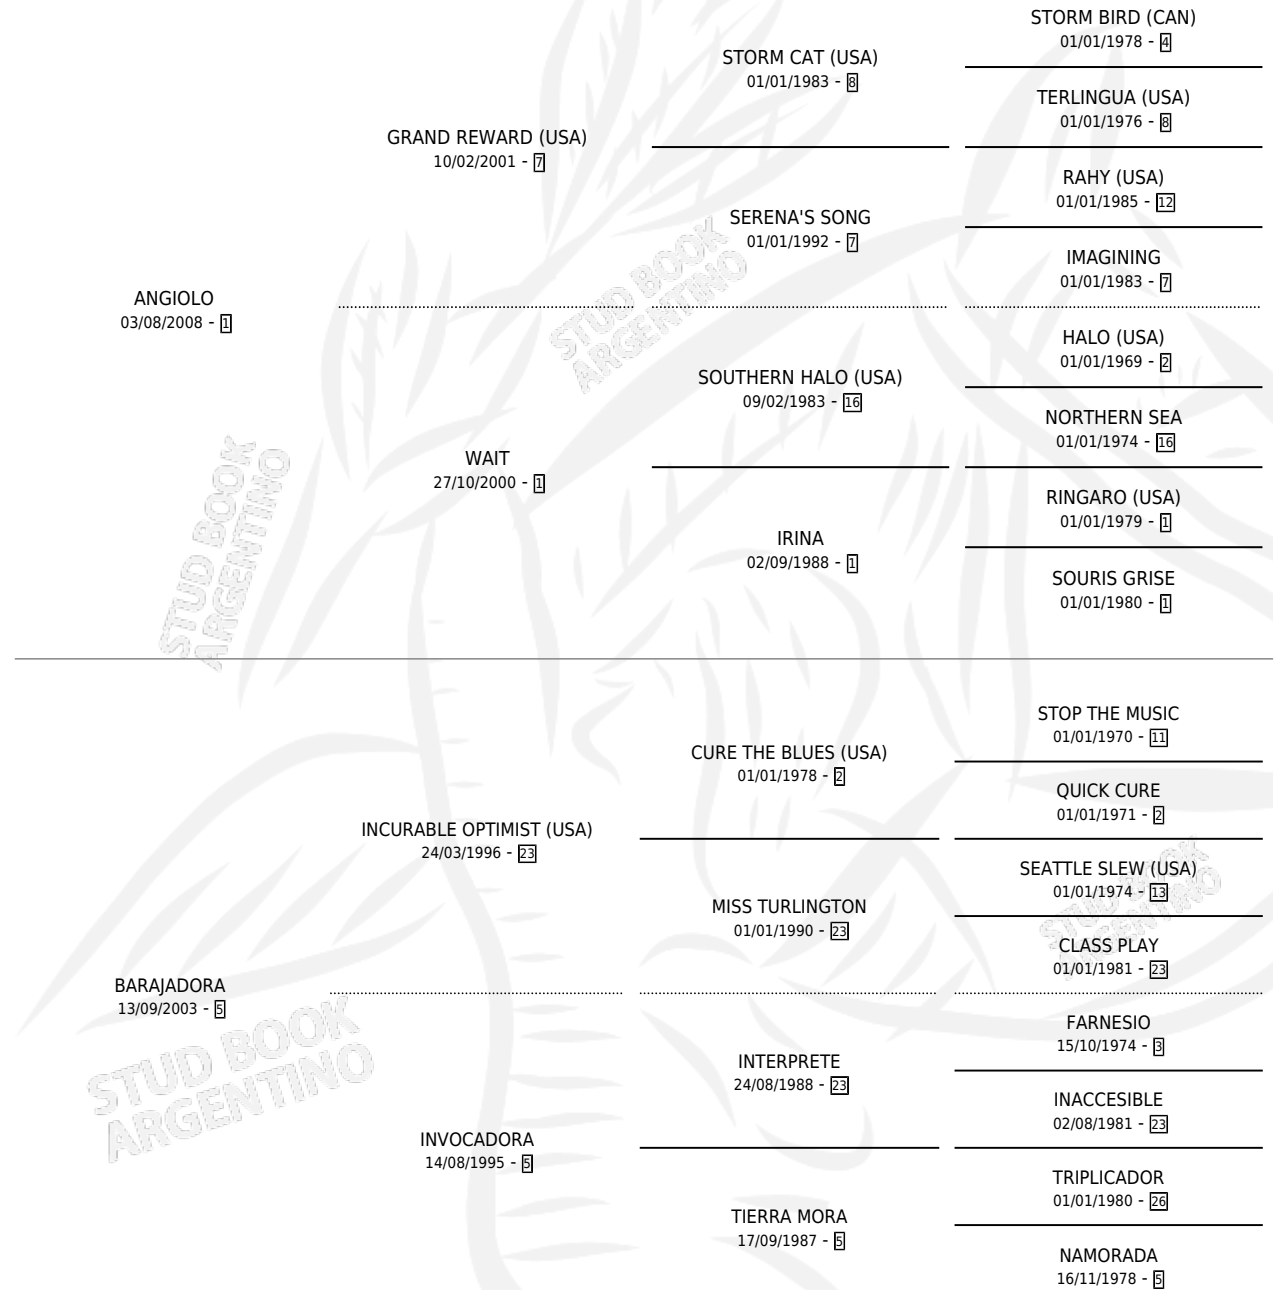 STORM BIRD (CAN)
01/01/1978 - 4
STORM CAT (USA)
01/01/1983 - 8
TERLINGUA (USA)
01/01/1976 - 8
GRAND REWARD (USA)
10/02/2001 - 7
RAHY (USA)
01/01/1985 - 12
SERENA'S SONG
01/01/1992 - 7
IMAGINING
01/01/1983 - 7
ANGIOLO
03/08/2008 - 1
HALO (USA)
01/01/1969 - 2
SOUTHERN HALO (USA)
09/02/1983 - 16
NORTHERN SEA
01/01/1974 - 16
WAIT
27/10/2000 - 1
RINGARO (USA)
01/01/1979 - 1
IRINA
02/09/1988 - 1
SOURIS GRISE
01/01/1980 - 1
STOP THE MUSIC
01/01/1970 - 11
CURE THE BLUES (USA)
01/01/1978 - 2
QUICK CURE
01/01/1971 - 2
INCURABLE OPTIMIST (USA)
24/03/1996 - 23
SEATTLE SLEW (USA)
01/01/1974 - 13
MISS TURLINGTON
01/01/1990 - 23
CLASS PLAY
01/01/1981 - 23
BARAJADORA
13/09/2003 - 5
FARNESIO
15/10/1974 - 3
INTERPRETE
24/08/1988 - 23
INACCESIBLE
02/08/1981 - 23
INVOCADORA
14/08/1995 - 5
TRIPLICADOR
01/01/1980 - 26
TIERRA MORA
17/09/1987 - 5
NAMORADA
16/11/1978 - 5
STUD BOOK
ARGENTINO
STUD BOOK
ARGENTINO
STUD BOOK
ARGENTINO
STUD BOOK
ARGENTINO